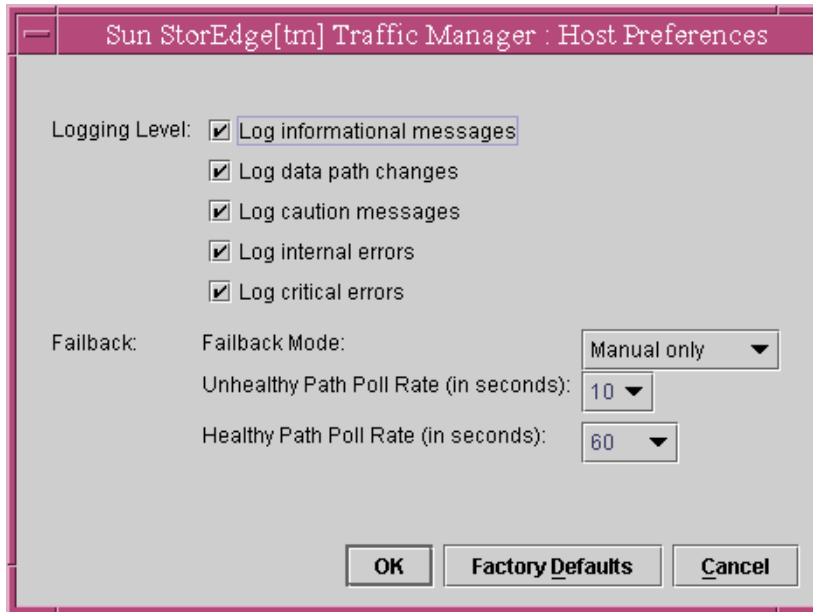 Sun StorEdge[tm] Traffic Manager : Host Preferences
Logging Level: Log informational messages
Log data path changes
Log caution messages
Log internal errors
Log critical errors
Failback: Failback Mode: Manual only
Unhealthy Path Poll Rate (in seconds): 10
Healthy Path Poll Rate (in seconds): 60
OK Factory Defaults Cancel